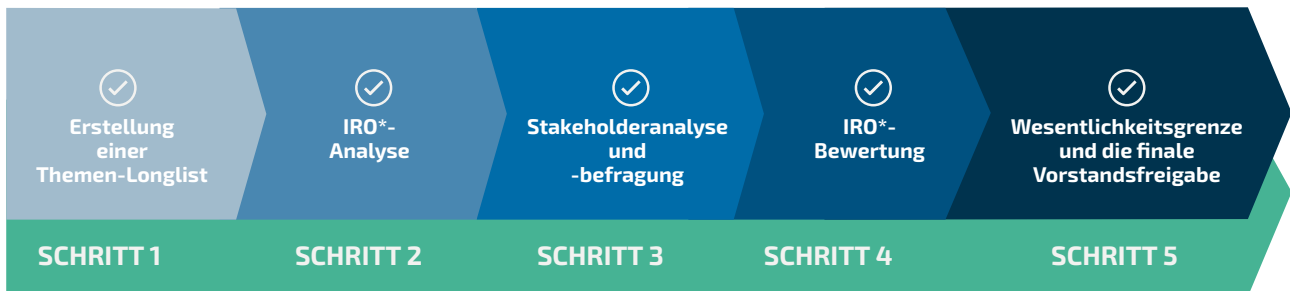 Erstellung
einer
Themen-Longlist
IRO*-
Analyse
Stakeholderanalyse
und
-befragung
IRO*-
Bewertung
Wesentlichkeitsgrenze
und die finale
Vorstandsfreigabe
SCHRITT 1
SCHRITT 2
SCHRITT 3
SCHRITT 4
SCHRITT 5